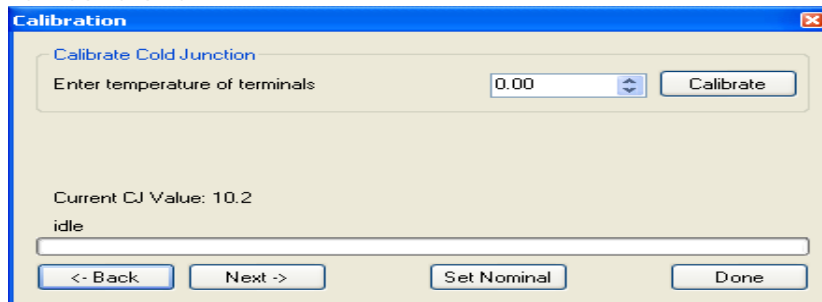 Calibration
Calibrate Cold Junction
Enter temperature of terminals 0.00 Calibrate
Current CJ Value: 10.2
idle
<- Back Next -> Set Nominal Done